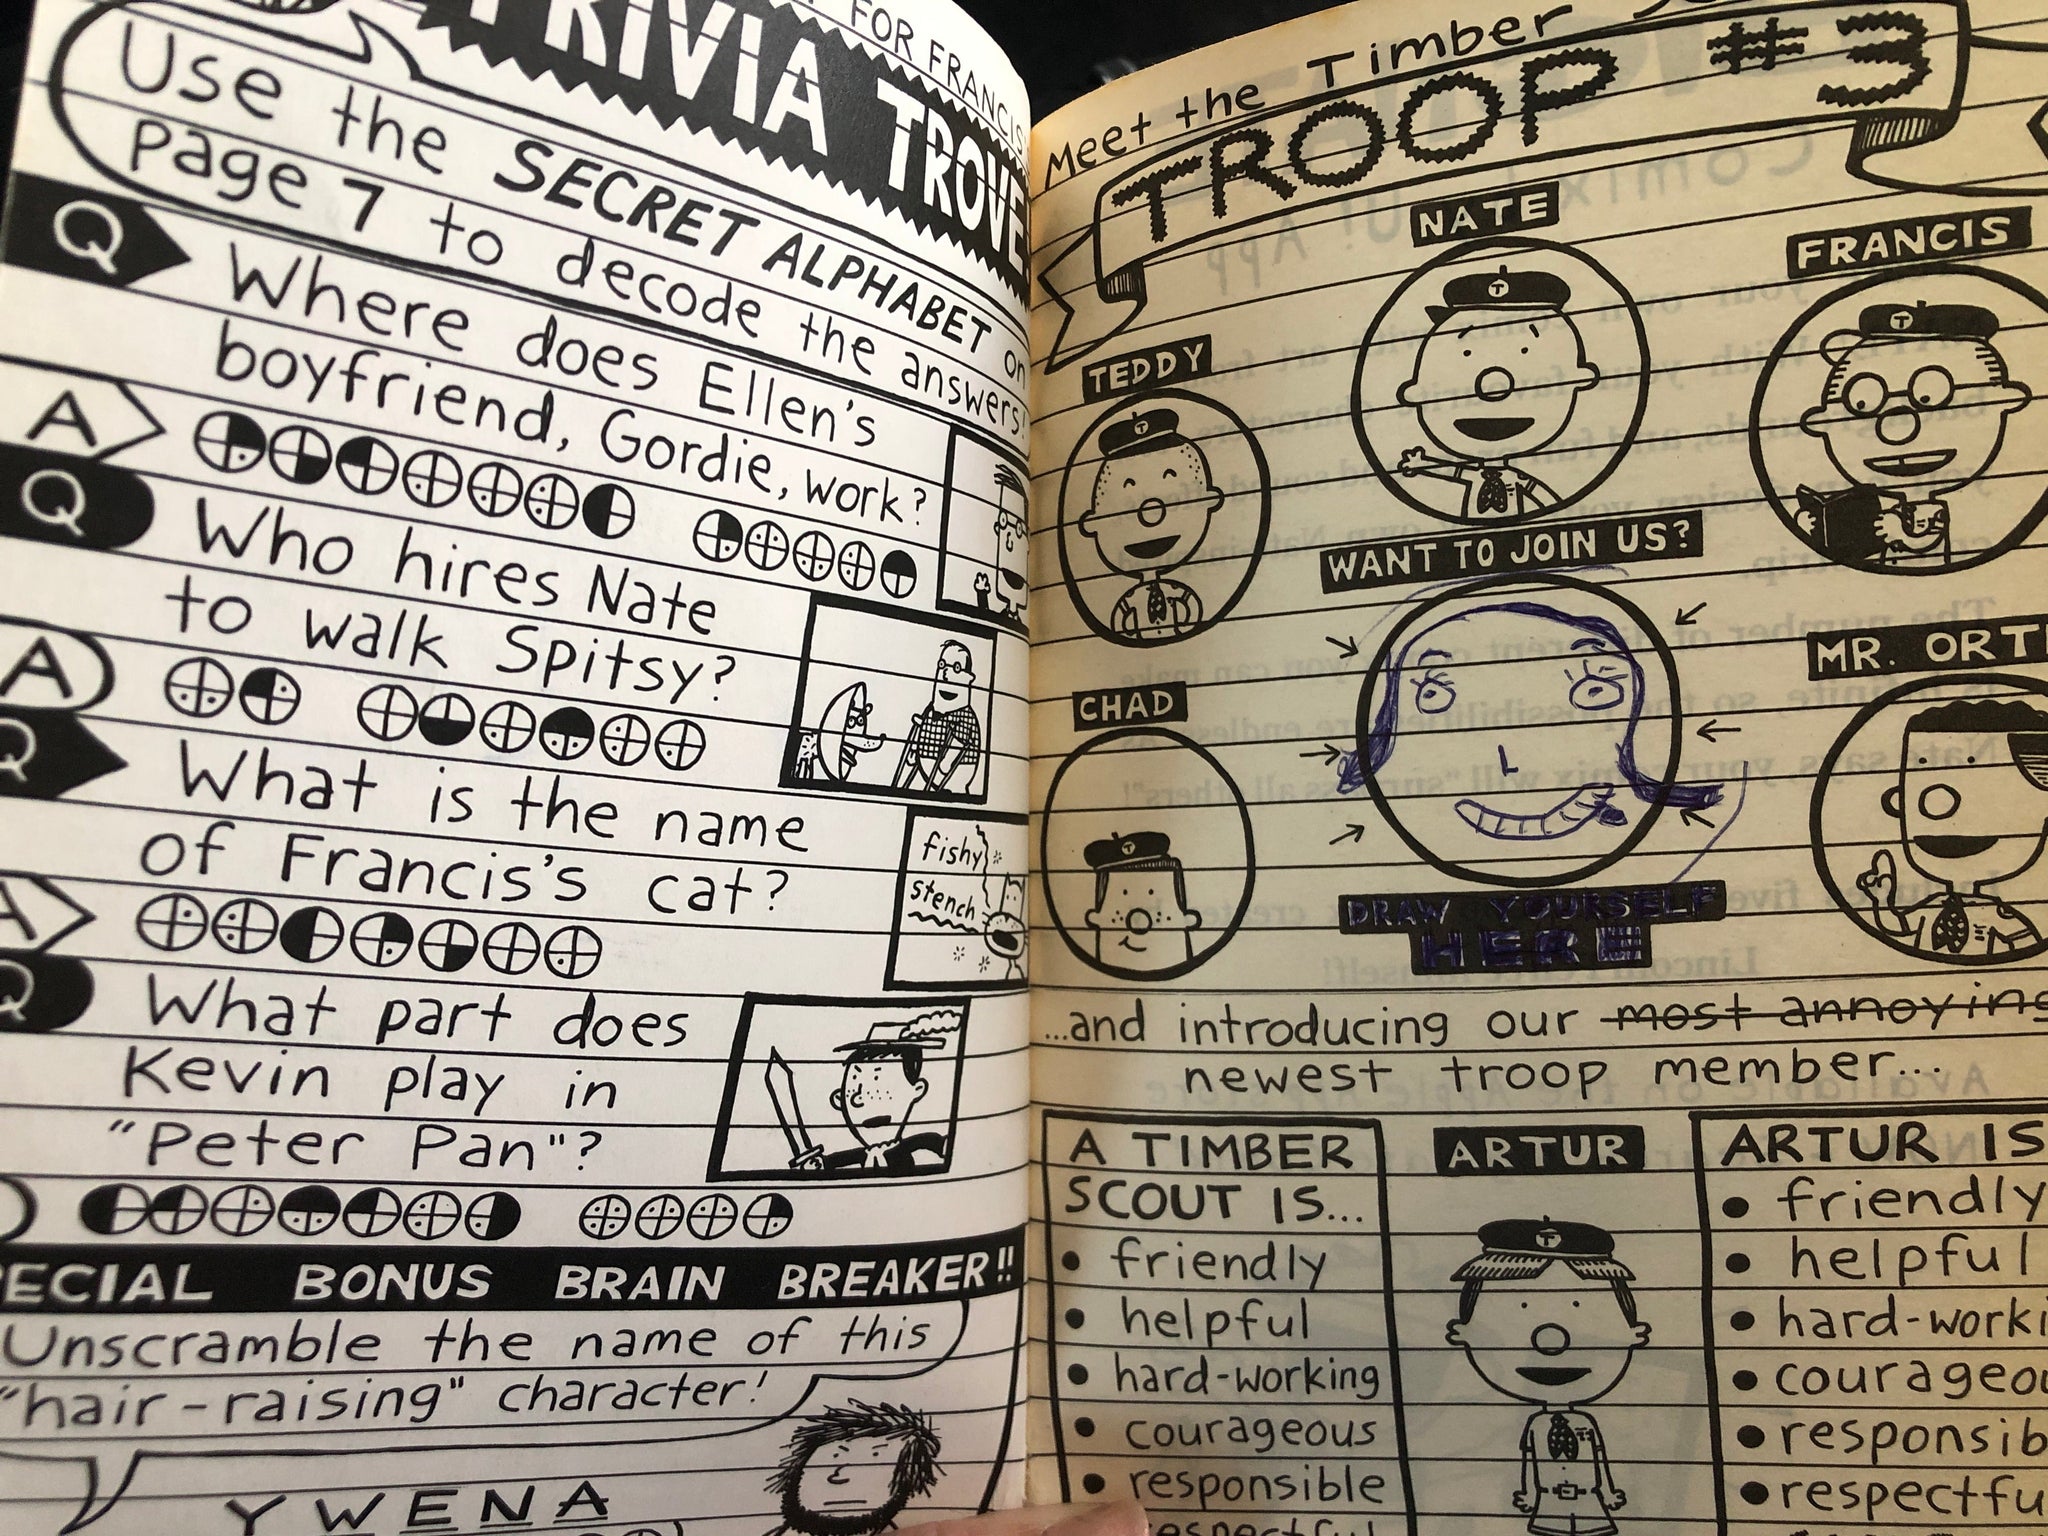 FOR FRANCIS
TRIVIA TROVE
Use the SECRET ALPHABET on
page 7 to decode the answers!
Q Where does Ellen's
boyfriend, Gordie, work?
A
Q Who hires Nate
to walk Spitsy?
A
Q What is the name
of Francis's cat?
fishy
stench
A
Q What part does
Kevin play in
"Peter Pan"?
ECIAL BONUS BRAIN BREAKER!!
Unscramble the name of this
"hair-raising" character!
Y W E N A
Meet the Timber
TROOP #3
NATE
FRANCIS
TEDDY
WANT TO JOIN US?
MR. ORT
CHAD
DRAW YOURSELF
HERE
...and introducing our most annoying
newest troop member...
A TIMBER
SCOUT IS...
• friendly
• helpful
• hard-working
• courageous
• responsible
ARTUR
ARTUR IS
• friendly
• helpful
• hard-worki
• courageou
• responsib
• respectfu